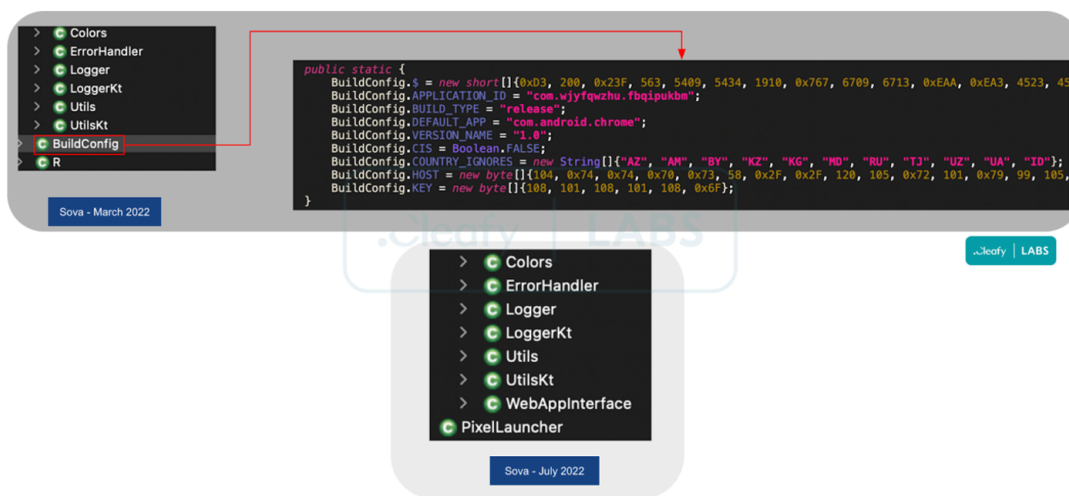 Colors
ErrorHandler
Logger
LoggerKt
Utils
UtilsKt
BuildConfig
R
Sova - March 2022
public static {
BuildConfig.$ = new short[]{0xD3, 200, 0x23F, 563, 5409, 5434, 1910, 0x767, 6709, 6713, 0xEAA, 0xEA3, 4523, 45
BuildConfig.APPLICATION_ID = "com.wjyfqwzhu.fbqipukbm";
BuildConfig.BUILD_TYPE = "release";
BuildConfig.DEFAULT_APP = "com.android.chrome";
BuildConfig.VERSION_NAME = "1.0";
BuildConfig.CIS = Boolean.FALSE;
BuildConfig.COUNTRY_IGNORES = new String[]{"AZ", "AM", "BY", "KZ", "KG", "MD", "RU", "TJ", "UZ", "UA", "ID"};
BuildConfig.HOST = new byte[]{104, 0x74, 0x74, 0x70, 0x73, 58, 0x2F, 0x2F, 120, 105, 0x72, 101, 0x79, 99, 105,
BuildConfig.KEY = new byte[]{108, 101, 108, 101, 108, 0x6F};
}
.Cleafy | LABS
.Cleafy | LABS
Colors
ErrorHandler
Logger
LoggerKt
Utils
UtilsKt
WebAppInterface
PixelLauncher
Sova - July 2022